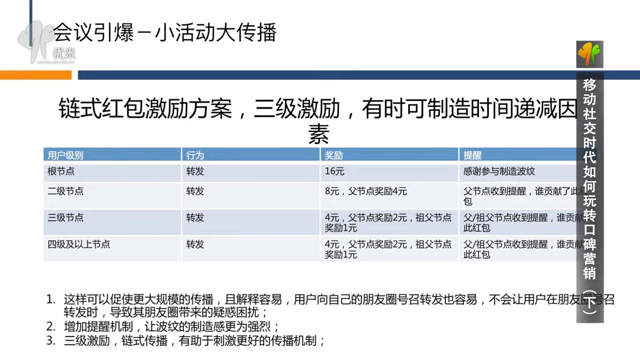 会议引爆－小活动大传播
优米
链式红包激励方案，三级激励，有时可制造时间递减因
素
用户级别 行为 奖励 提醒
根节点 转发 16元 感谢参与制造波纹
二级节点 转发 8元，父节点奖励4元 父节点收到提醒，谁贡献了此红
包
三级节点 转发 4元，父节点奖励2元，祖父节点 父/祖父节点收到提醒，谁贡献
奖励1元 此红包
四级及以上节点 转发 4元，父节点奖励2元，祖父节点 父/祖父节点收到提醒，谁贡献
奖励1元 此红包
1. 这样可以促使更大规模的传播，且解释容易，用户向自己的朋友圈号召转发也容易，不会让用户在朋友圈号召
转发时，导致其朋友圈带来的疑惑困扰；
2. 增加提醒机制，让波纹的制造感更为强烈；
3. 三级激励，链式传播，有助于刺激更好的传播机制；
移动社交时代如何玩转口碑营销（下）